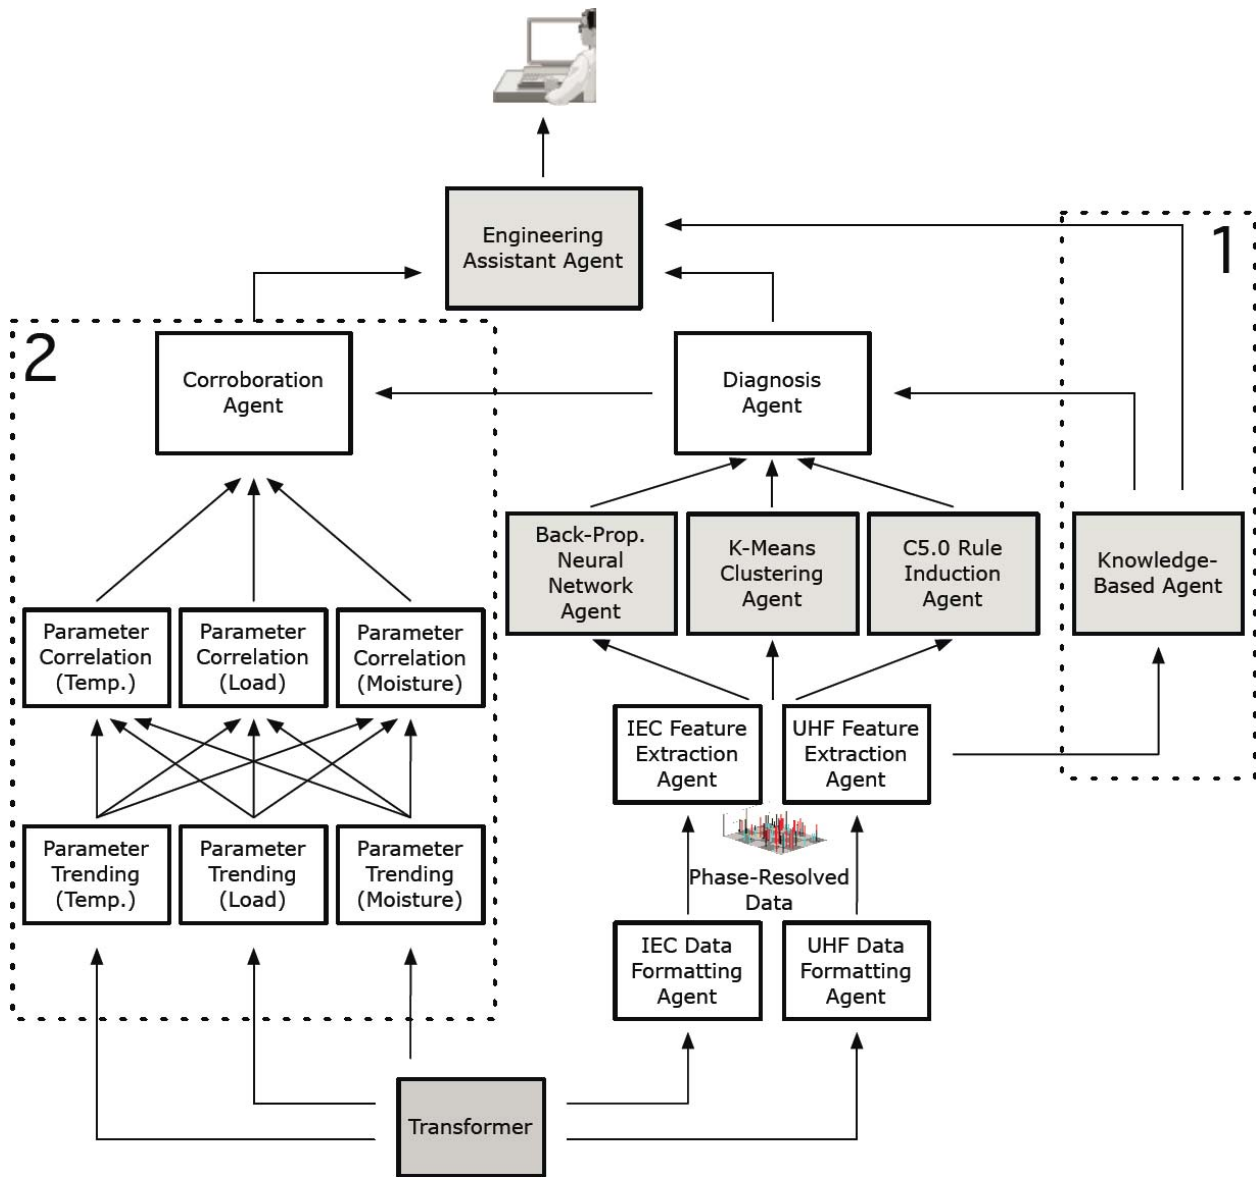 Engineering
Assistant Agent
1
2
Corroboration
Agent
Diagnosis
Agent
Back-Prop.
Neural
Network
Agent
K-Means
Clustering
Agent
C5.0 Rule
Induction
Agent
Knowledge-
Based Agent
Parameter
Correlation
(Temp.)
Parameter
Correlation
(Load)
Parameter
Correlation
(Moisture)
IEC Feature
Extraction
Agent
UHF Feature
Extraction
Agent
Parameter
Trending
(Temp.)
Parameter
Trending
(Load)
Parameter
Trending
(Moisture)
Phase-Resolved
Data
IEC Data
Formatting
Agent
UHF Data
Formatting
Agent
Transformer